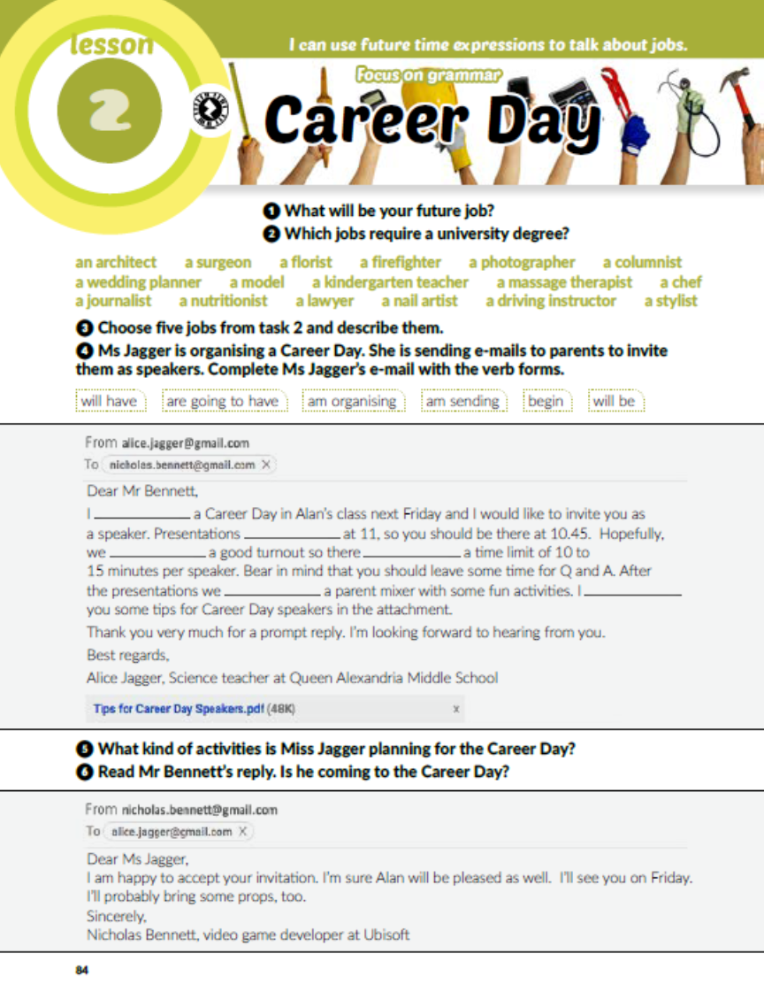 lesson
2
I can use future time expressions to talk about jobs.
Focus on grammar
Career Day
1 What will be your future job?
2 Which jobs require a university degree?
an architect a surgeon a florist a firefighter a photographer a columnist
a wedding planner a model a kindergarten teacher a massage therapist a chef
a journalist a nutritionist a lawyer a nail artist a driving instructor a stylist
3 Choose five jobs from task 2 and describe them.
4 Ms Jagger is organising a Career Day. She is sending e-mails to parents to invite
them as speakers. Complete Ms Jagger's e-mail with the verb forms.
will have are going to have am organising am sending begin will be
From alice.jagger@gmail.com
To nicholas.bennett@gmail.com X
Dear Mr Bennett,
I ____________ a Career Day in Alan's class next Friday and I would like to invite you as
a speaker. Presentations ____________ at 11, so you should be there at 10.45. Hopefully,
we ____________ a good turnout so there ____________ a time limit of 10 to
15 minutes per speaker. Bear in mind that you should leave some time for Q and A. After
the presentations we ____________ a parent mixer with some fun activities. I ____________
you some tips for Career Day speakers in the attachment.
Thank you very much for a prompt reply. I'm looking forward to hearing from you.
Best regards,
Alice Jagger, Science teacher at Queen Alexandria Middle School
Tips for Career Day Speakers.pdf (48K) x
5 What kind of activities is Miss Jagger planning for the Career Day?
6 Read Mr Bennett's reply. Is he coming to the Career Day?
From nicholas.bennett@gmail.com
To alice.jagger@gmail.com X
Dear Ms Jagger,
I am happy to accept your invitation. I'm sure Alan will be pleased as well. I'll see you on Friday.
I'll probably bring some props, too.
Sincerely,
Nicholas Bennett, video game developer at Ubisoft
84